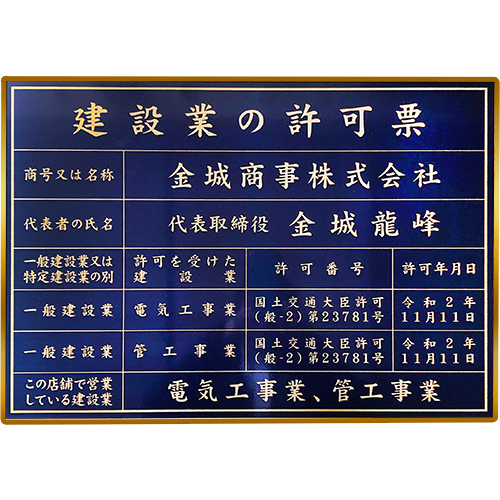 建設業の許可票
商号又は名称
金城商事株式会社
代表者の氏名
代表取締役 金城龍峰
一般建設業又は
特定建設業の別
許可を受けた
建設業
許可番号
許可年月日
一般建設業
電気工事業
国土交通大臣許可
(般-2)第23781号
令和2年
11月11日
一般建設業
管工事業
国土交通大臣許可
(般-2)第23781号
令和2年
11月11日
この店舗で営業
している建設業
電気工事業、管工事業